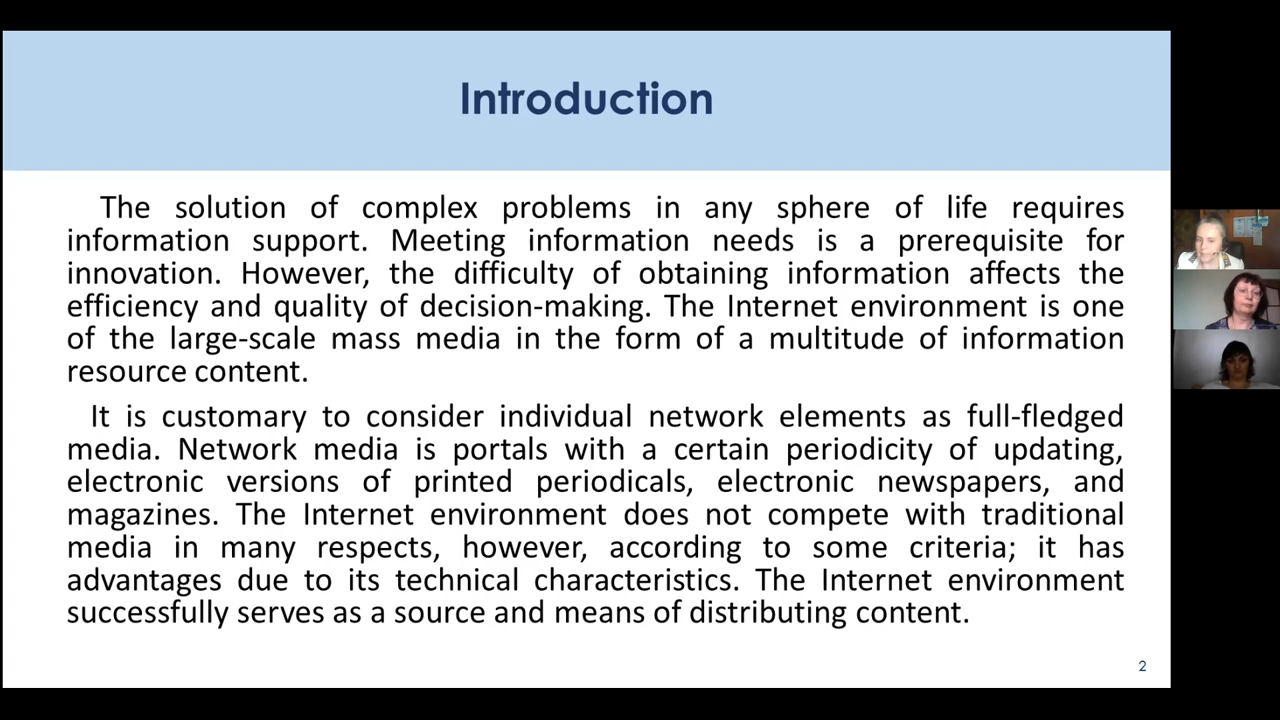 Introduction
The solution of complex problems in any sphere of life requires
information support. Meeting information needs is a prerequisite for
innovation. However, the difficulty of obtaining information affects the
efficiency and quality of decision-making. The Internet environment is one
of the large-scale mass media in the form of a multitude of information
resource content.
It is customary to consider individual network elements as full-fledged
media. Network media is portals with a certain periodicity of updating,
electronic versions of printed periodicals, electronic newspapers, and
magazines. The Internet environment does not compete with traditional
media in many respects, however, according to some criteria; it has
advantages due to its technical characteristics. The Internet environment
successfully serves as a source and means of distributing content.
2